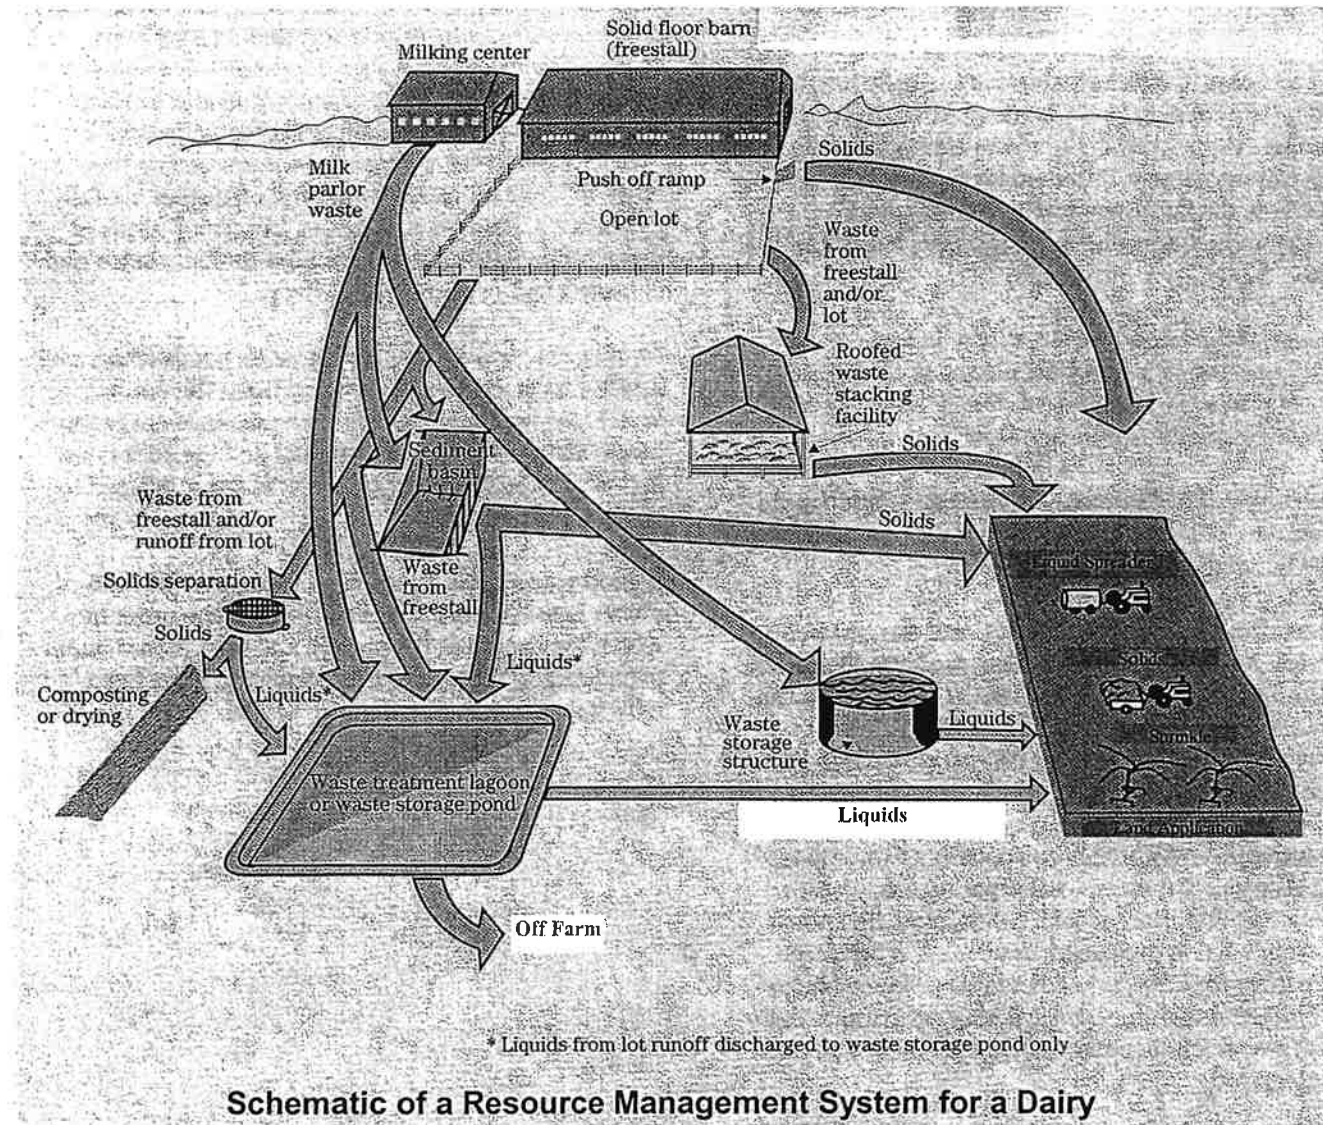 Solid floor barn
(freestall)
Milking center
Solids
Milk
parlor
waste
Push off ramp
Open lot
Waste
from
freestall
and/or
lot
Roofed
waste
stacking
facility
Solids
Sediment
basin
Waste from
freestall and/or
runoff from lot
Solids
Liquid Spreader
Waste
from
freestall
Solids separation
Solids
Liquids*
Solids
Composting
or drying
Liquids*
Waste
storage
structure
Liquids
Sprinkler
Waste treatment lagoon
or waste storage pond
Liquids
Land Application
Off Farm
* Liquids from lot runoff discharged to waste storage pond only
Schematic of a Resource Management System for a Dairy